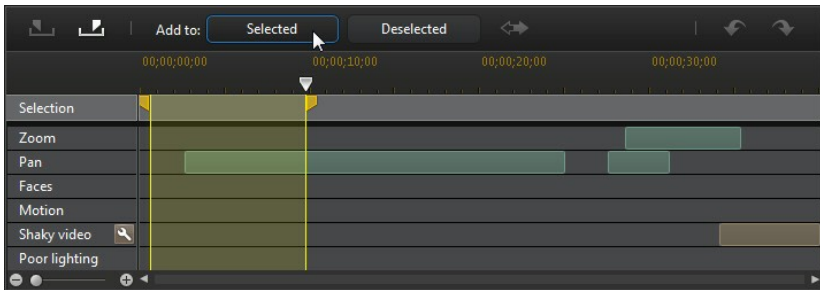 Add to: Selected Deselected
00;00;00;00 00;00;10;00 00;00;20;00 00;00;30;00
Selection
Zoom
Pan
Faces
Motion
Shaky video
Poor lighting